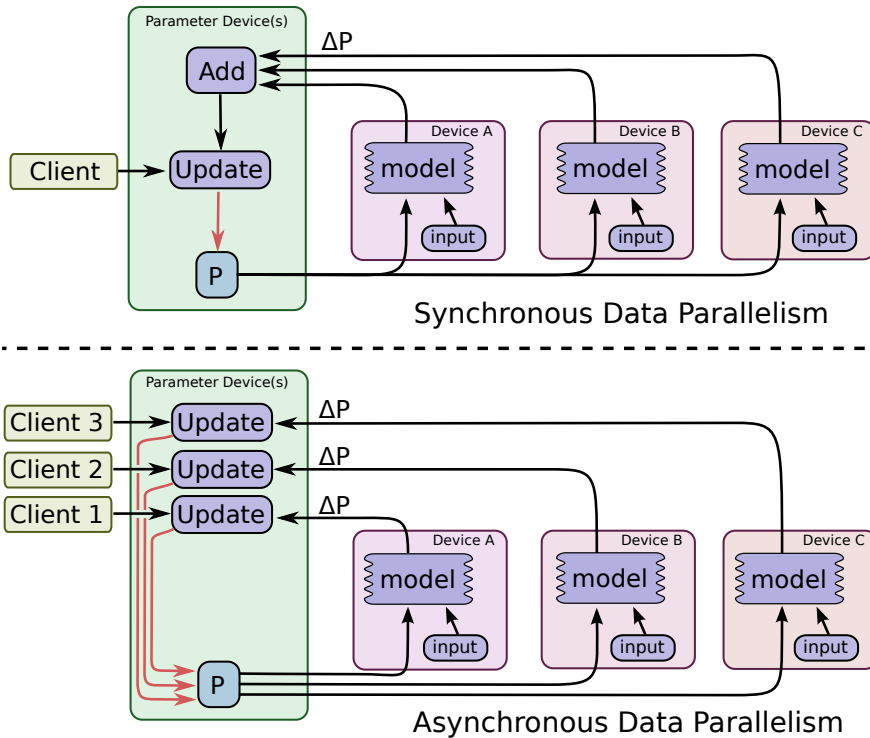 Parameter Device(s)
ΔP
Add
Device A
Device B
Device C
Client
Update
model
model
model
input
input
input
P
Synchronous Data Parallelism
Parameter Device(s)
Client 3
Update
ΔP
Client 2
Update
ΔP
Client 1
Update
ΔP
Device A
Device B
Device C
model
model
model
input
input
input
P
Asynchronous Data Parallelism